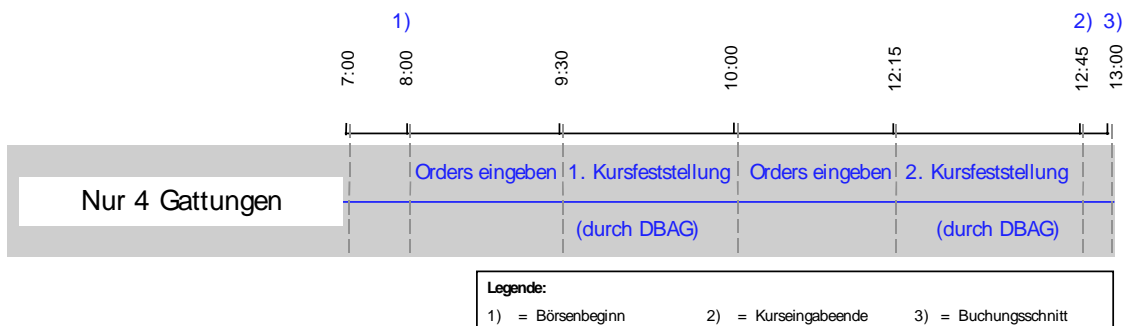 1) 2) 3)
7:00 8:00 9:30 10:00 12:15 12:45 13:00
Orders eingeben 1. Kursfeststellung Orders eingeben 2. Kursfeststellung
Nur 4 Gattungen
(durch DBAG) (durch DBAG)
Legende:
1) = Börsenbeginn 2) = Kurseingabeende 3) = Buchungsschnitt